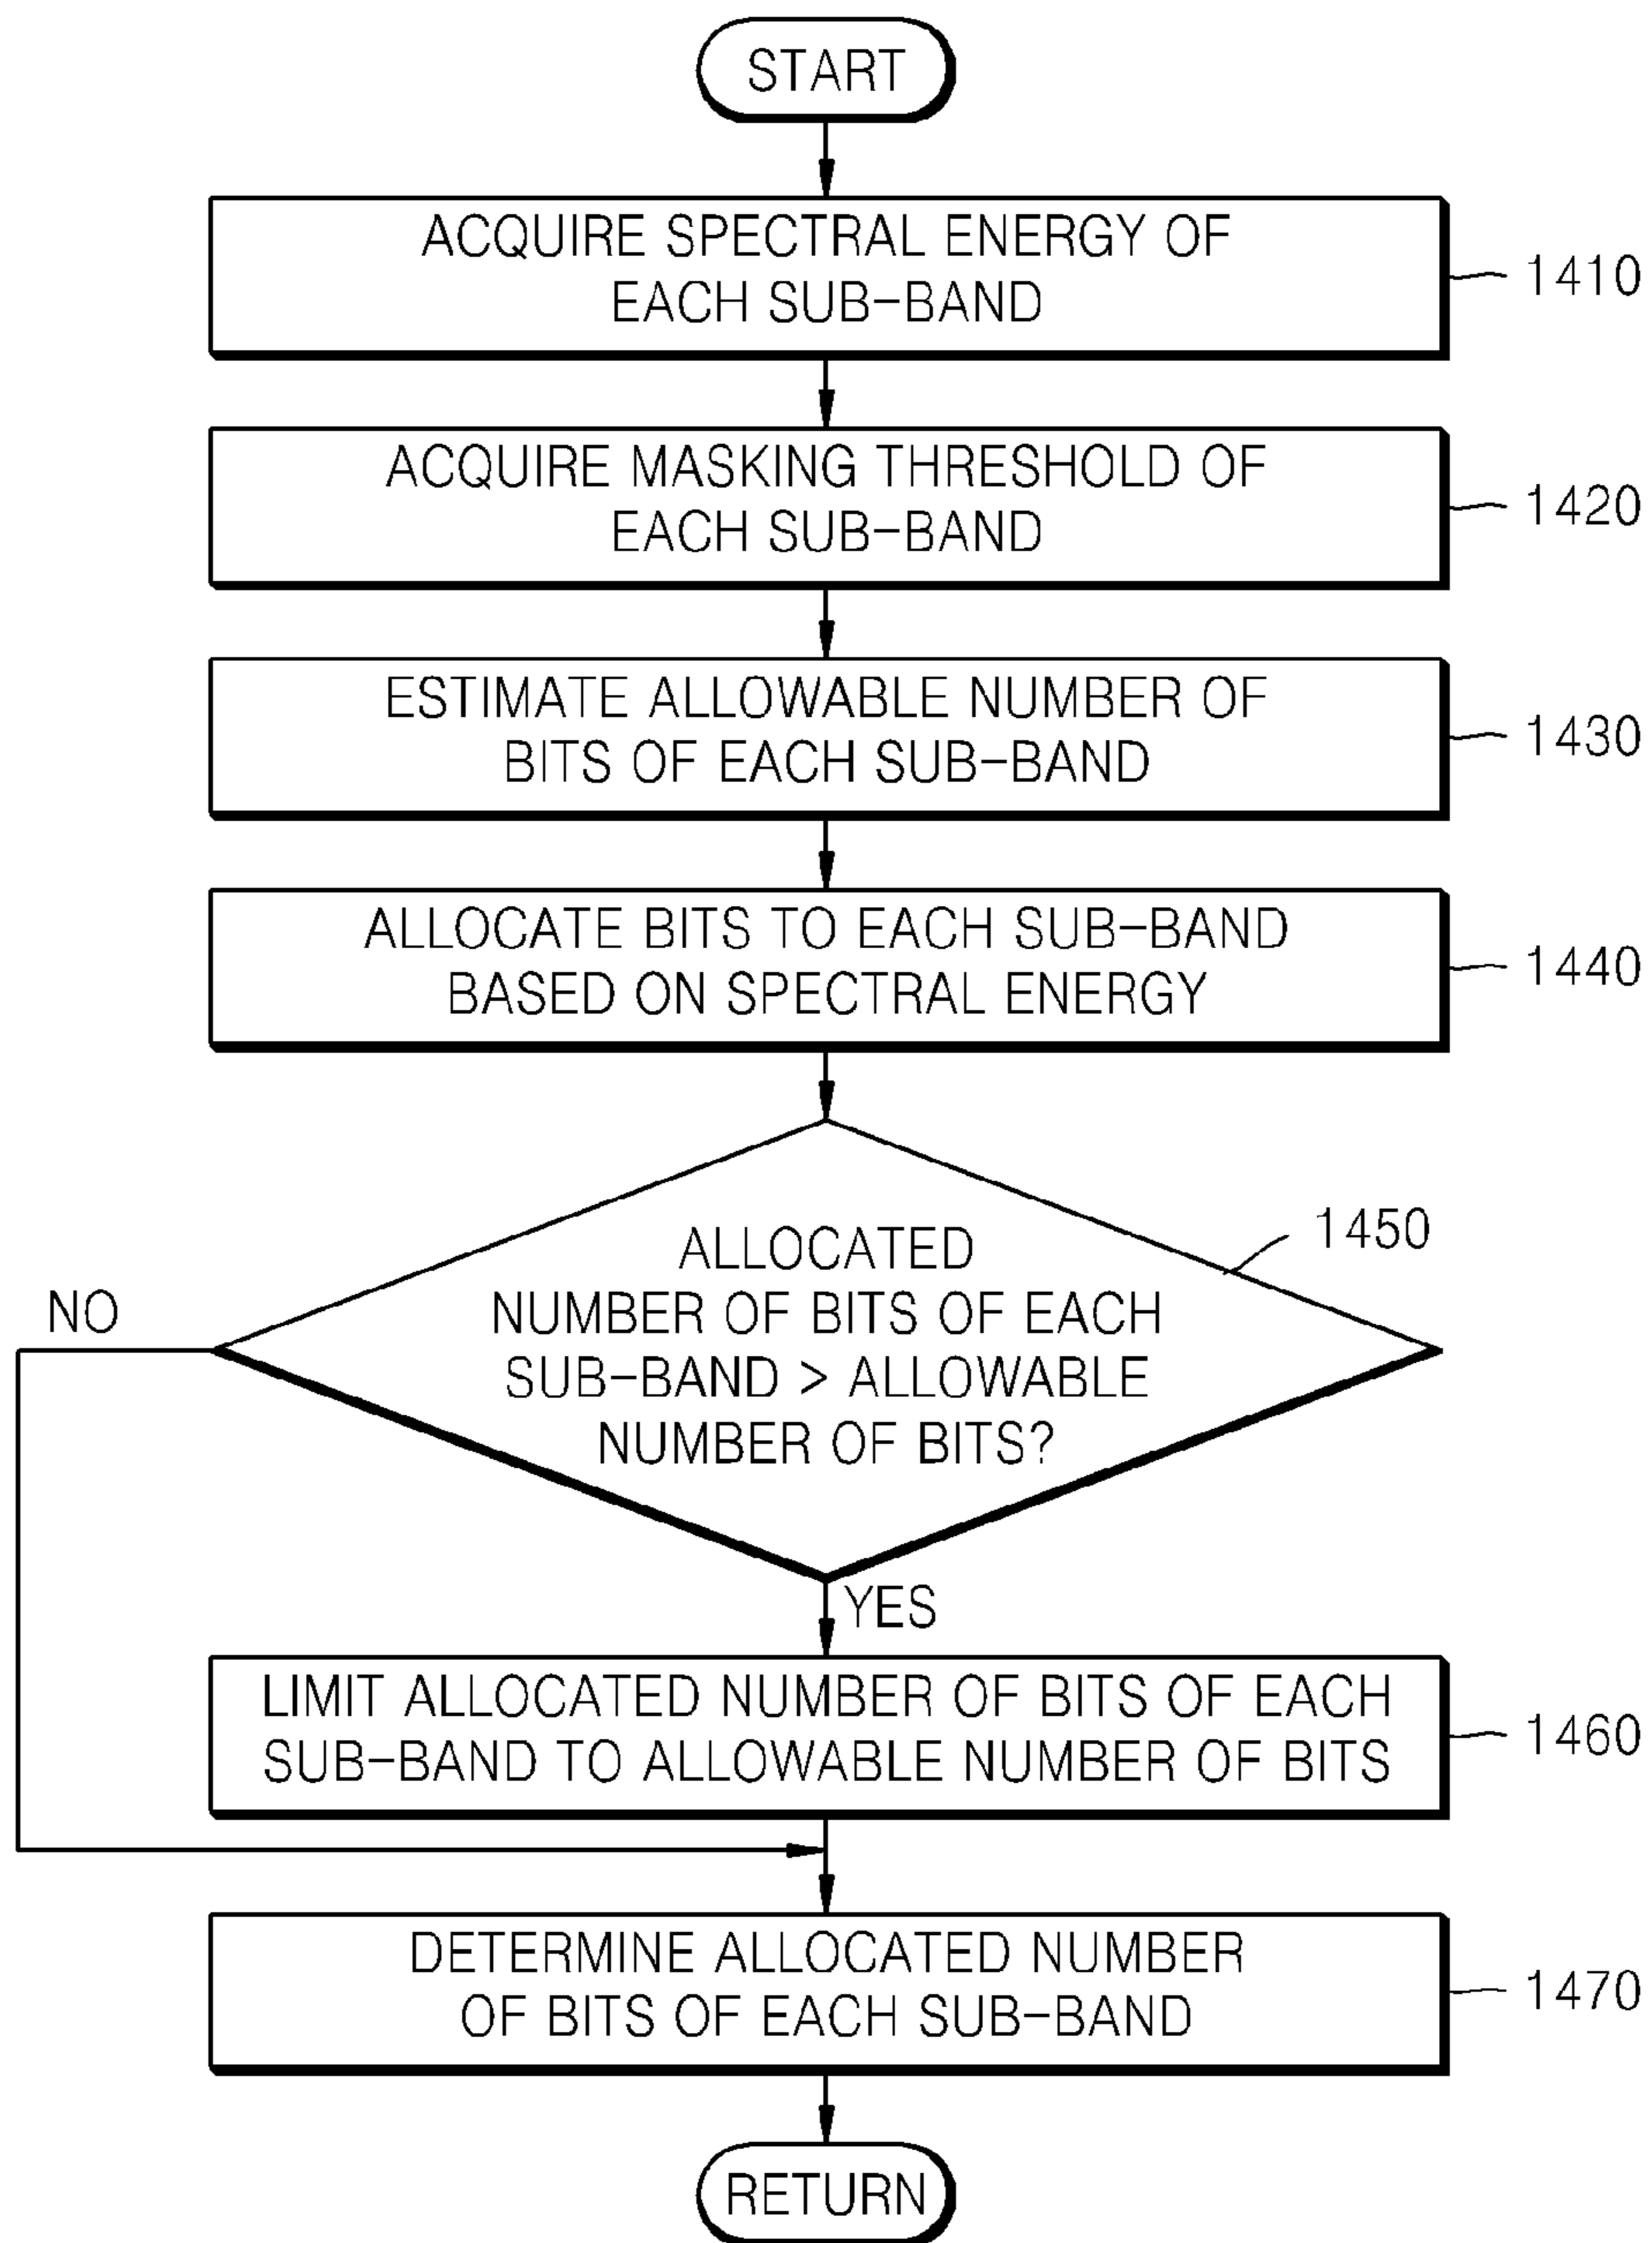 START
ACQUIRE SPECTRAL ENERGY OF
EACH SUB-BAND
1410
ACQUIRE MASKING THRESHOLD OF
EACH SUB-BAND
1420
ESTIMATE ALLOWABLE NUMBER OF
BITS OF EACH SUB-BAND
1430
ALLOCATE BITS TO EACH SUB-BAND
BASED ON SPECTRAL ENERGY
1440
ALLOCATED
NUMBER OF BITS OF EACH
SUB-BAND > ALLOWABLE
NUMBER OF BITS?
1450
NO
YES
LIMIT ALLOCATED NUMBER OF BITS OF EACH
SUB-BAND TO ALLOWABLE NUMBER OF BITS
1460
DETERMINE ALLOCATED NUMBER
OF BITS OF EACH SUB-BAND
1470
RETURN